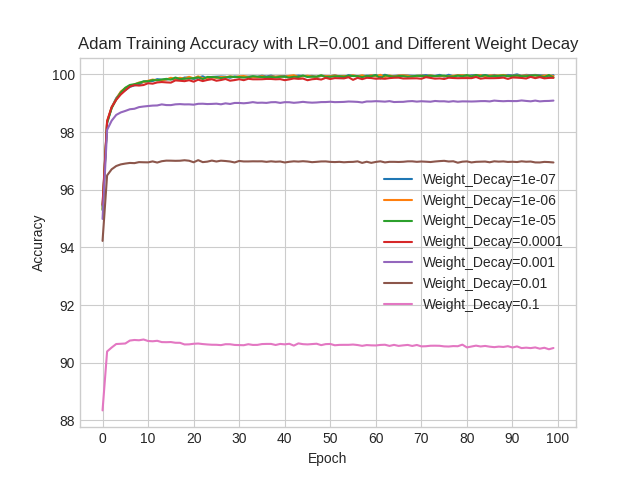 Adam Training Accuracy with LR=0.001 and Different Weight Decay
100
98
96
94
92
90
88
Accuracy
Weight_Decay=1e-07
Weight_Decay=1e-06
Weight_Decay=1e-05
Weight_Decay=0.0001
Weight_Decay=0.001
Weight_Decay=0.01
Weight_Decay=0.1
0 10 20 30 40 50 60 70 80 90 100
Epoch